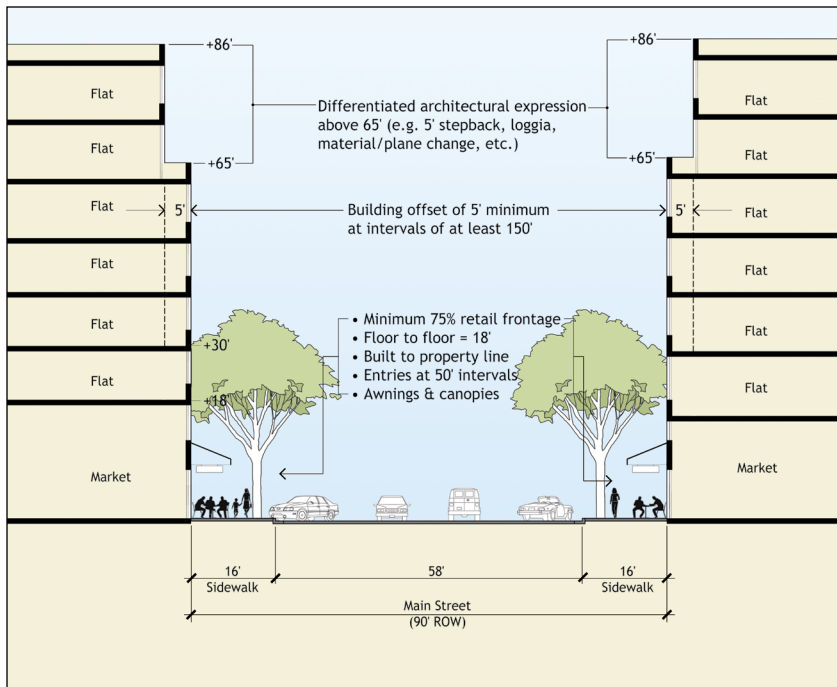 +86'
+86'
Flat
Flat
Differentiated architectural expression
above 65' (e.g. 5' stepback, loggia,
material/plane change, etc.)
Flat
Flat
+65'
+65'
Flat
5'
Building offset of 5' minimum
at intervals of at least 150'
5'
Flat
Flat
Flat
Flat
+30'
• Minimum 75% retail frontage
• Floor to floor = 18'
• Built to property line
• Entries at 50' intervals
• Awnings & canopies
Flat
Flat
+18'
Flat
Market
Market
16'
Sidewalk
58'
16'
Sidewalk
Main Street
(90' ROW)